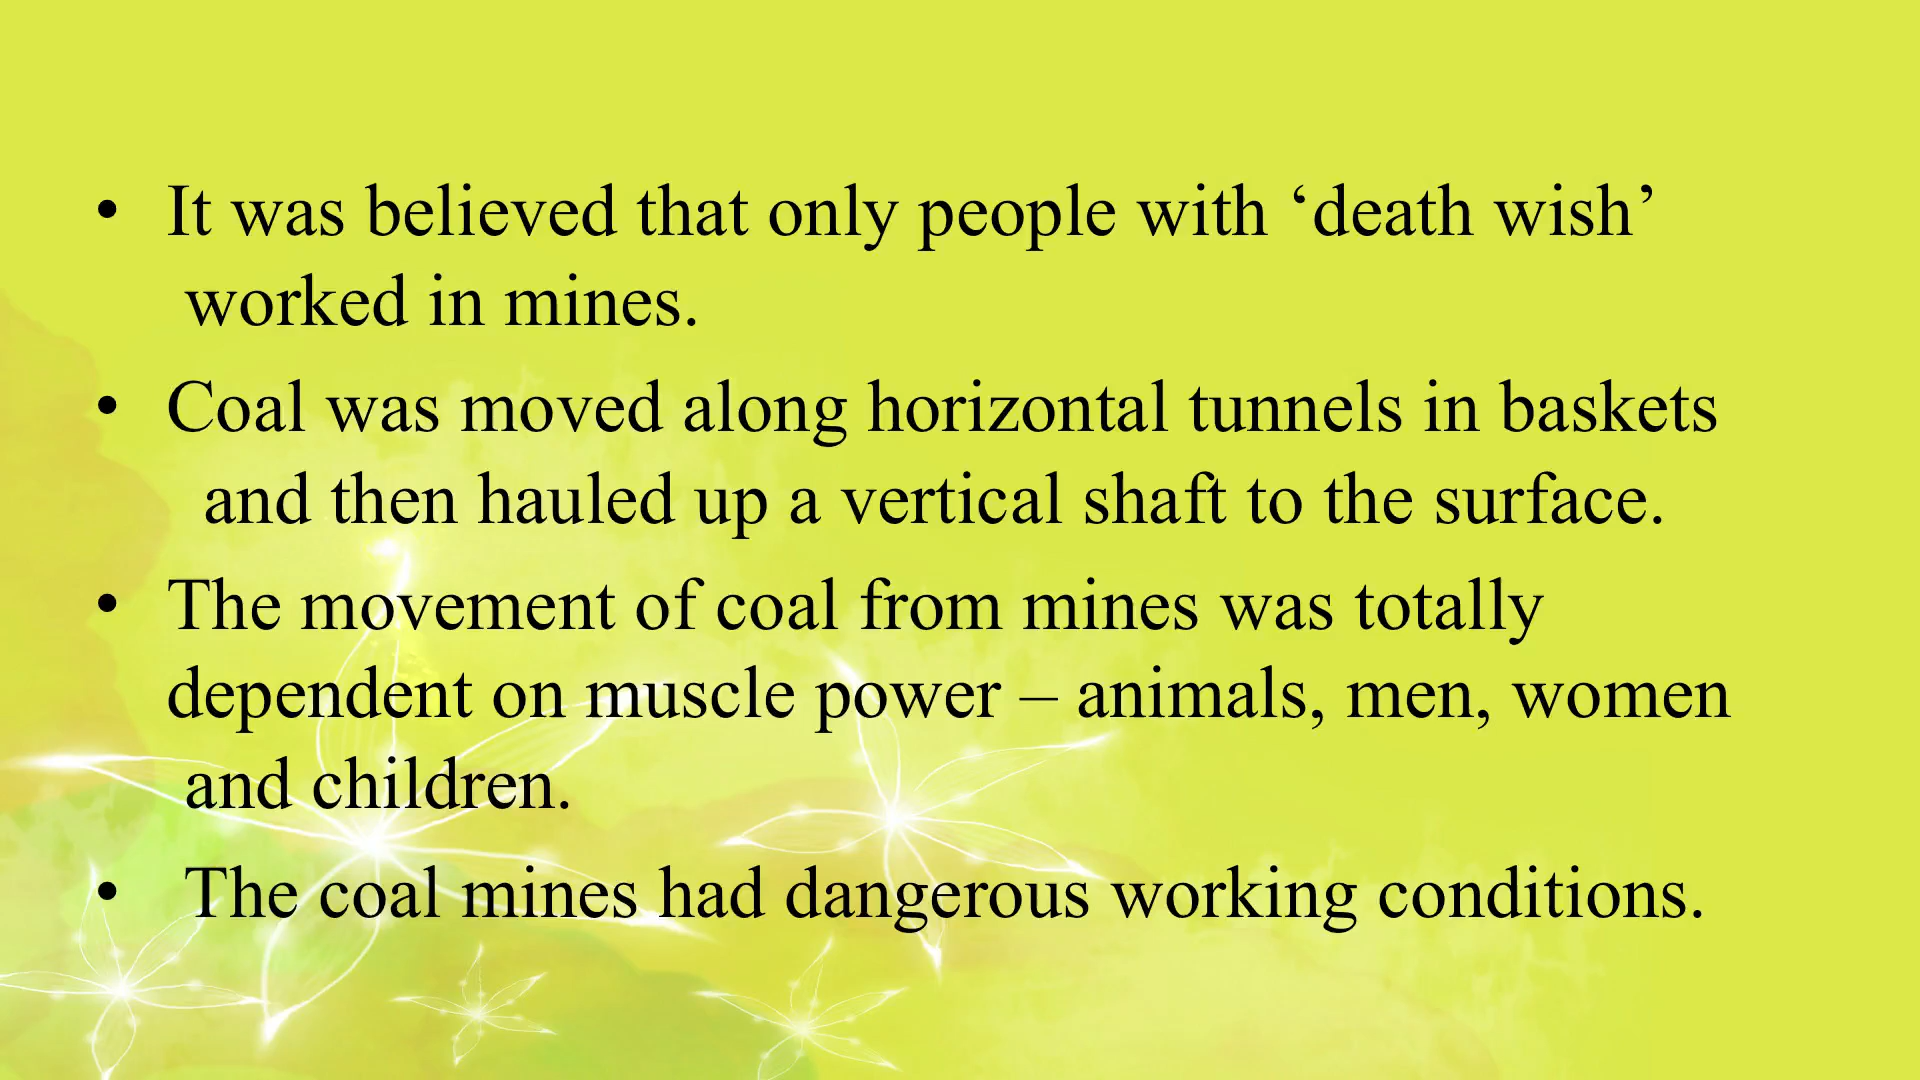 • It was believed that only people with ‘death wish’
worked in mines.
• Coal was moved along horizontal tunnels in baskets
and then hauled up a vertical shaft to the surface.
• The movement of coal from mines was totally
dependent on muscle power – animals, men, women
and children.
• The coal mines had dangerous working conditions.